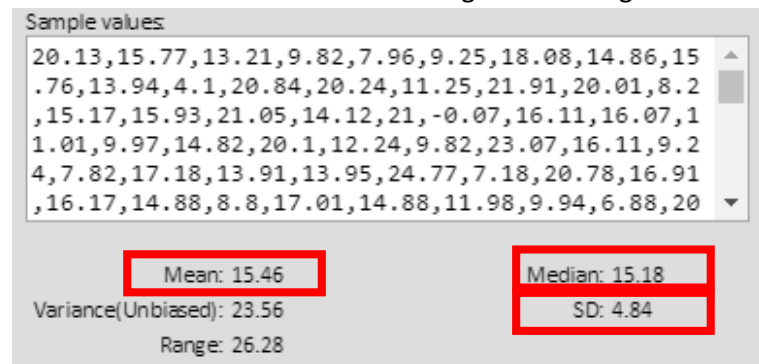 Sample values:
20.13,15.77,13.21,9.82,7.96,9.25,18.08,14.86,15
.76,13.94,4.1,20.84,20.24,11.25,21.91,20.01,8.2
,15.17,15.93,21.05,14.12,21,-0.07,16.11,16.07,1
1.01,9.97,14.82,20.1,12.24,9.82,23.07,16.11,9.2
4,7.82,17.18,13.91,13.95,24.77,7.18,20.78,16.91
,16.17,14.88,8.8,17.01,14.88,11.98,9.94,6.88,20
Mean: 15.46 Median: 15.18
Variance(Unbiased): 23.56 SD: 4.84
Range: 26.28